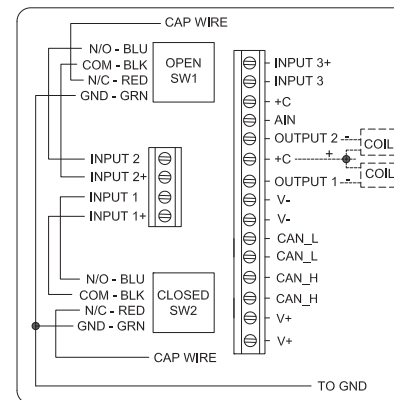 CAP WIRE
N/O - BLU
COM - BLK
N/C - RED
GND - GRN
OPEN
SW1
INPUT 2
INPUT 2+
INPUT 1
INPUT 1+
N/O - BLU
COM - BLK
N/C - RED
GND - GRN
CLOSED
SW2
CAP WIRE
TO GND
INPUT 3+
INPUT 3
+C
AIN
OUTPUT 2 -
+C +
OUTPUT 1 -
V-
V-
CAN_L
CAN_L
CAN_H
CAN_H
V+
V+
COIL
COIL